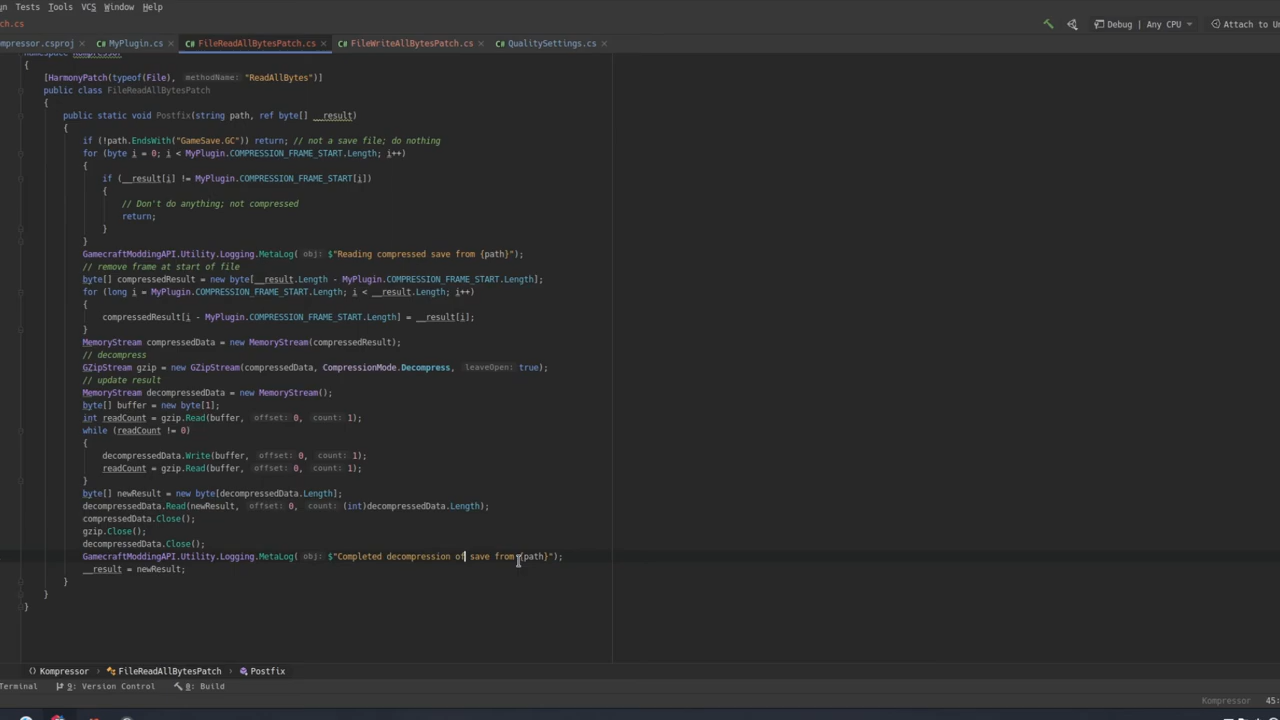 un Tests Tools VCS Window Help
ch.cs
Debug | Any CPU
Attach to Un
ompressor.csproj
C# MyPlugin.cs
C# FileReadAllBytesPatch.cs
C# FileWriteAllBytesPatch.cs
C# QualitySettings.cs
namespace Kompressor
{
[HarmonyPatch(typeof(File), methodName: "ReadAllBytes")]
public class FileReadAllBytesPatch
{
public static void Postfix(string path, ref byte[] __result)
{
if (!path.EndsWith("GameSave.GC")) return; // not a save file; do nothing
for (byte i = 0; i < MyPlugin.COMPRESSION_FRAME_START.Length; i++)
{
if (__result[i] != MyPlugin.COMPRESSION_FRAME_START[i])
{
// Don't do anything; not compressed
return;
}
}
GamecraftModdingAPI.Utility.Logging.MetaLog( obj: $"Reading compressed save from {path}");
// remove frame at start of file
byte[] compressedResult = new byte[__result.Length - MyPlugin.COMPRESSION_FRAME_START.Length];
for (long i = MyPlugin.COMPRESSION_FRAME_START.Length; i < __result.Length; i++)
{
compressedResult[i - MyPlugin.COMPRESSION_FRAME_START.Length] = __result[i];
}
MemoryStream compressedData = new MemoryStream(compressedResult);
// decompress
GZipStream gzip = new GZipStream(compressedData, CompressionMode.Decompress, leaveOpen: true);
// update result
MemoryStream decompressedData = new MemoryStream();
byte[] buffer = new byte[1];
int readCount = gzip.Read(buffer, offset: 0, count: 1);
while (readCount != 0)
{
decompressedData.Write(buffer, offset: 0, count: 1);
readCount = gzip.Read(buffer, offset: 0, count: 1);
}
byte[] newResult = new byte[decompressedData.Length];
decompressedData.Read(newResult, offset: 0, count: (int)decompressedData.Length);
compressedData.Close();
gzip.Close();
decompressedData.Close();
GamecraftModdingAPI.Utility.Logging.MetaLog( obj: $"Completed decompression of save from {path}");
__result = newResult;
}
}
}
Kompressor
FileReadAllBytesPatch
Postfix
Terminal
9: Version Control
0: Build
Kompressor
45: